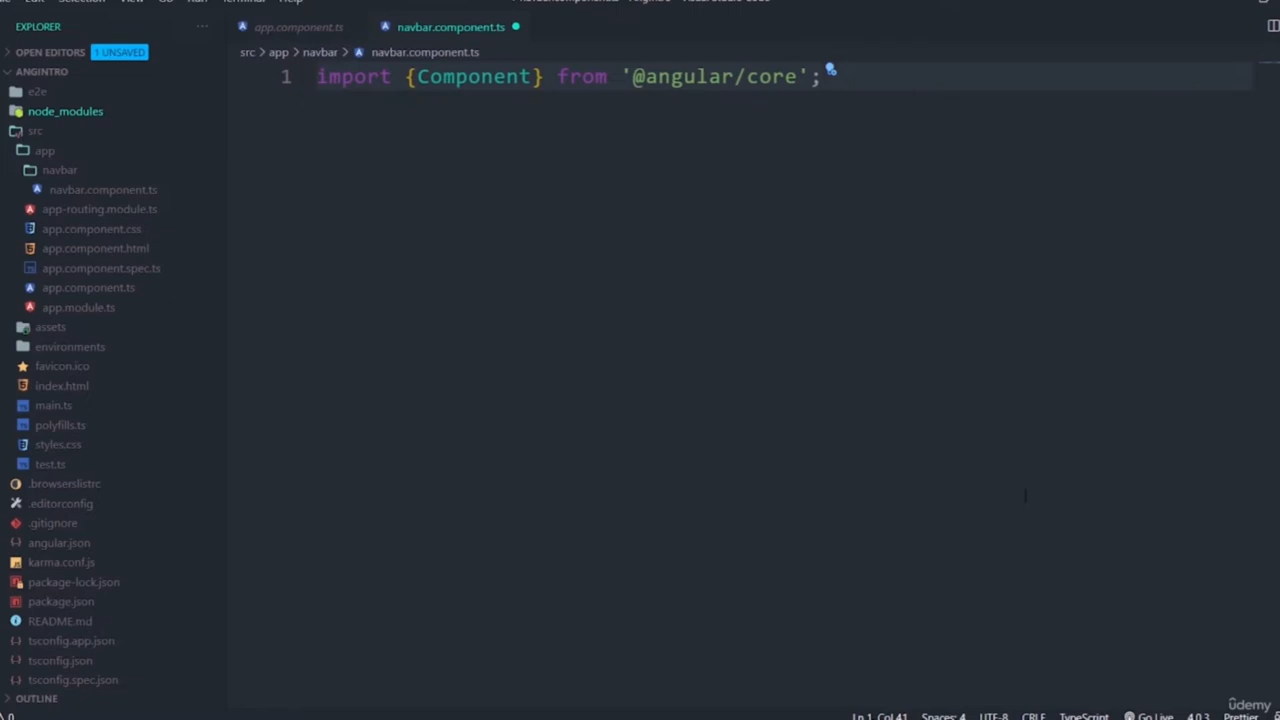 EXPLORER
app.component.ts
navbar.component.ts
OPEN EDITORS
1 UNSAVED
src > app > navbar > navbar.component.ts
ANGINTRO
1 import {Component} from '@angular/core';
e2e
node_modules
src
app
navbar
navbar.component.ts
app-routing.module.ts
app.component.css
app.component.html
app.component.spec.ts
app.component.ts
app.module.ts
assets
environments
favicon.ico
index.html
main.ts
polyfills.ts
styles.css
test.ts
.browserslistrc
.editorconfig
.gitignore
angular.json
karma.conf.js
package-lock.json
package.json
README.md
tsconfig.app.json
tsconfig.json
tsconfig.spec.json
OUTLINE
udemy
0
Ln 1, Col 41 Spaces: 4 UTF-8 CRLF TypeScript Go Live 4.0.3 Prettier